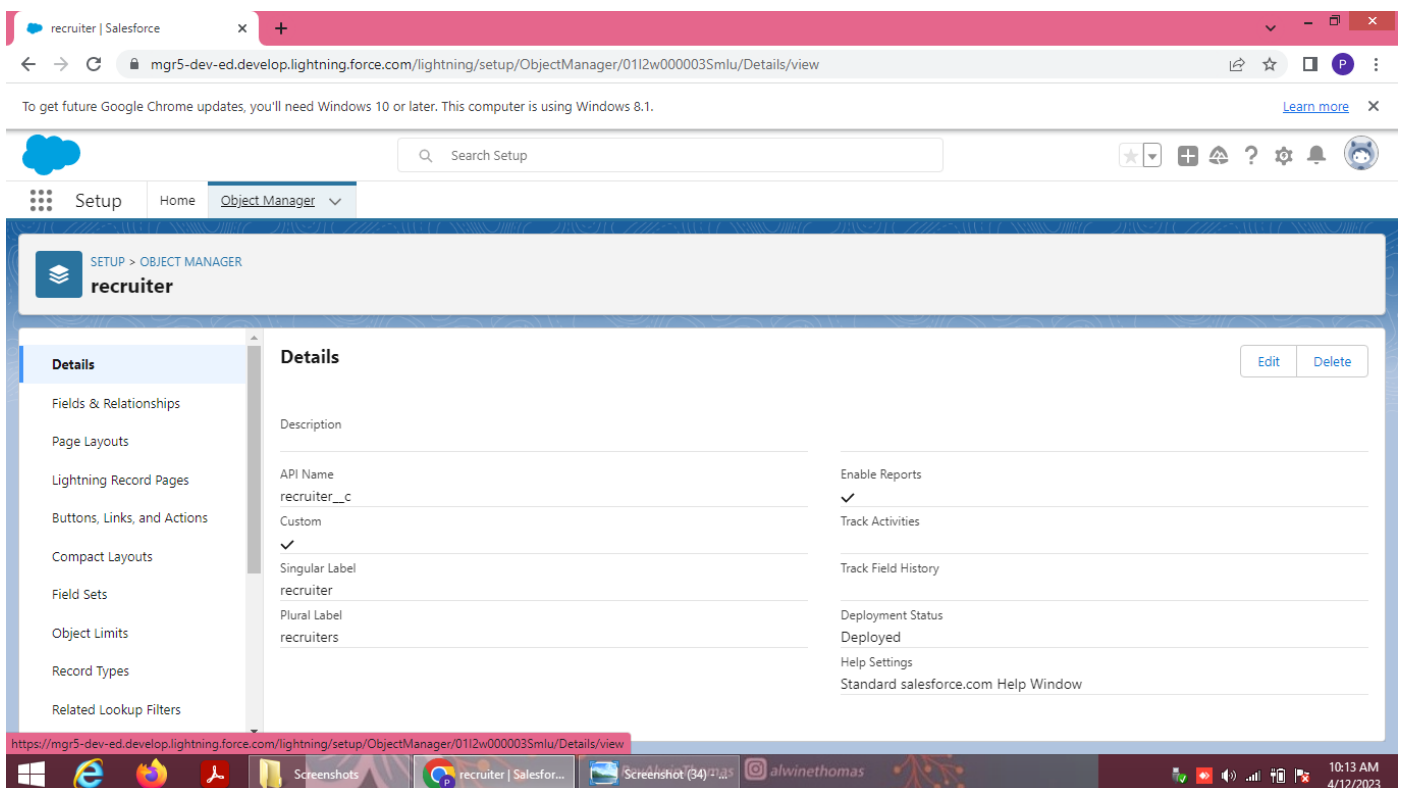 recruiter | Salesforce
mgr5-dev-ed.develop.lightning.force.com/lightning/setup/ObjectManager/01I2w000003Smlu/Details/view
P
To get future Google Chrome updates, you'll need Windows 10 or later. This computer is using Windows 8.1.
Learn more
Search Setup
Setup
Home
Object Manager
SETUP > OBJECT MANAGER
recruiter
Details
Fields & Relationships
Page Layouts
Lightning Record Pages
Buttons, Links, and Actions
Compact Layouts
Field Sets
Object Limits
Record Types
Related Lookup Filters
Details
Edit
Delete
Description
API Name
recruiter__c
Custom
Singular Label
recruiter
Plural Label
recruiters
Enable Reports
Track Activities
Track Field History
Deployment Status
Deployed
Help Settings
Standard salesforce.com Help Window
https://mgr5-dev-ed.develop.lightning.force.com/lightning/setup/ObjectManager/01I2w000003Smlu/Details/view
Screenshots
recruiter | Salesfor...
Screenshot (34)
alwinethomas
10:13 AM
4/12/2023